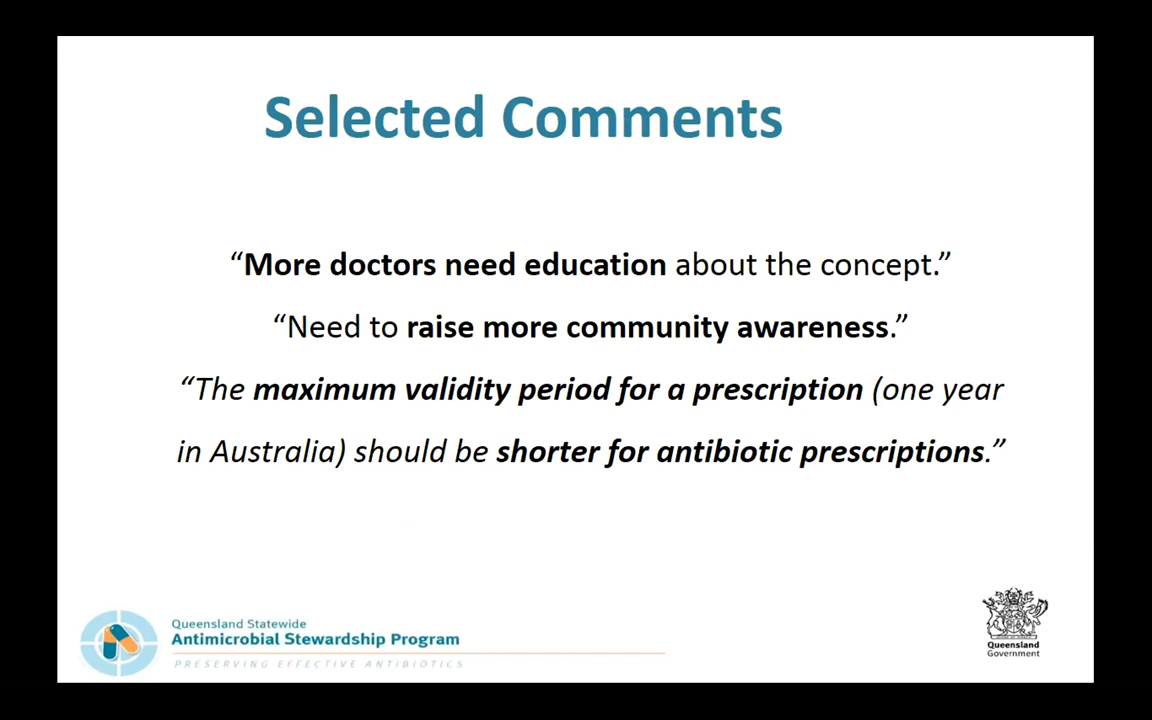 Selected Comments
“More doctors need education about the concept.”
“Need to raise more community awareness.”
“The maximum validity period for a prescription (one year
in Australia) should be shorter for antibiotic prescriptions.”
Queensland Statewide
Antimicrobial Stewardship Program
PRESERVING EFFECTIVE ANTIBIOTICS
Queensland
Government